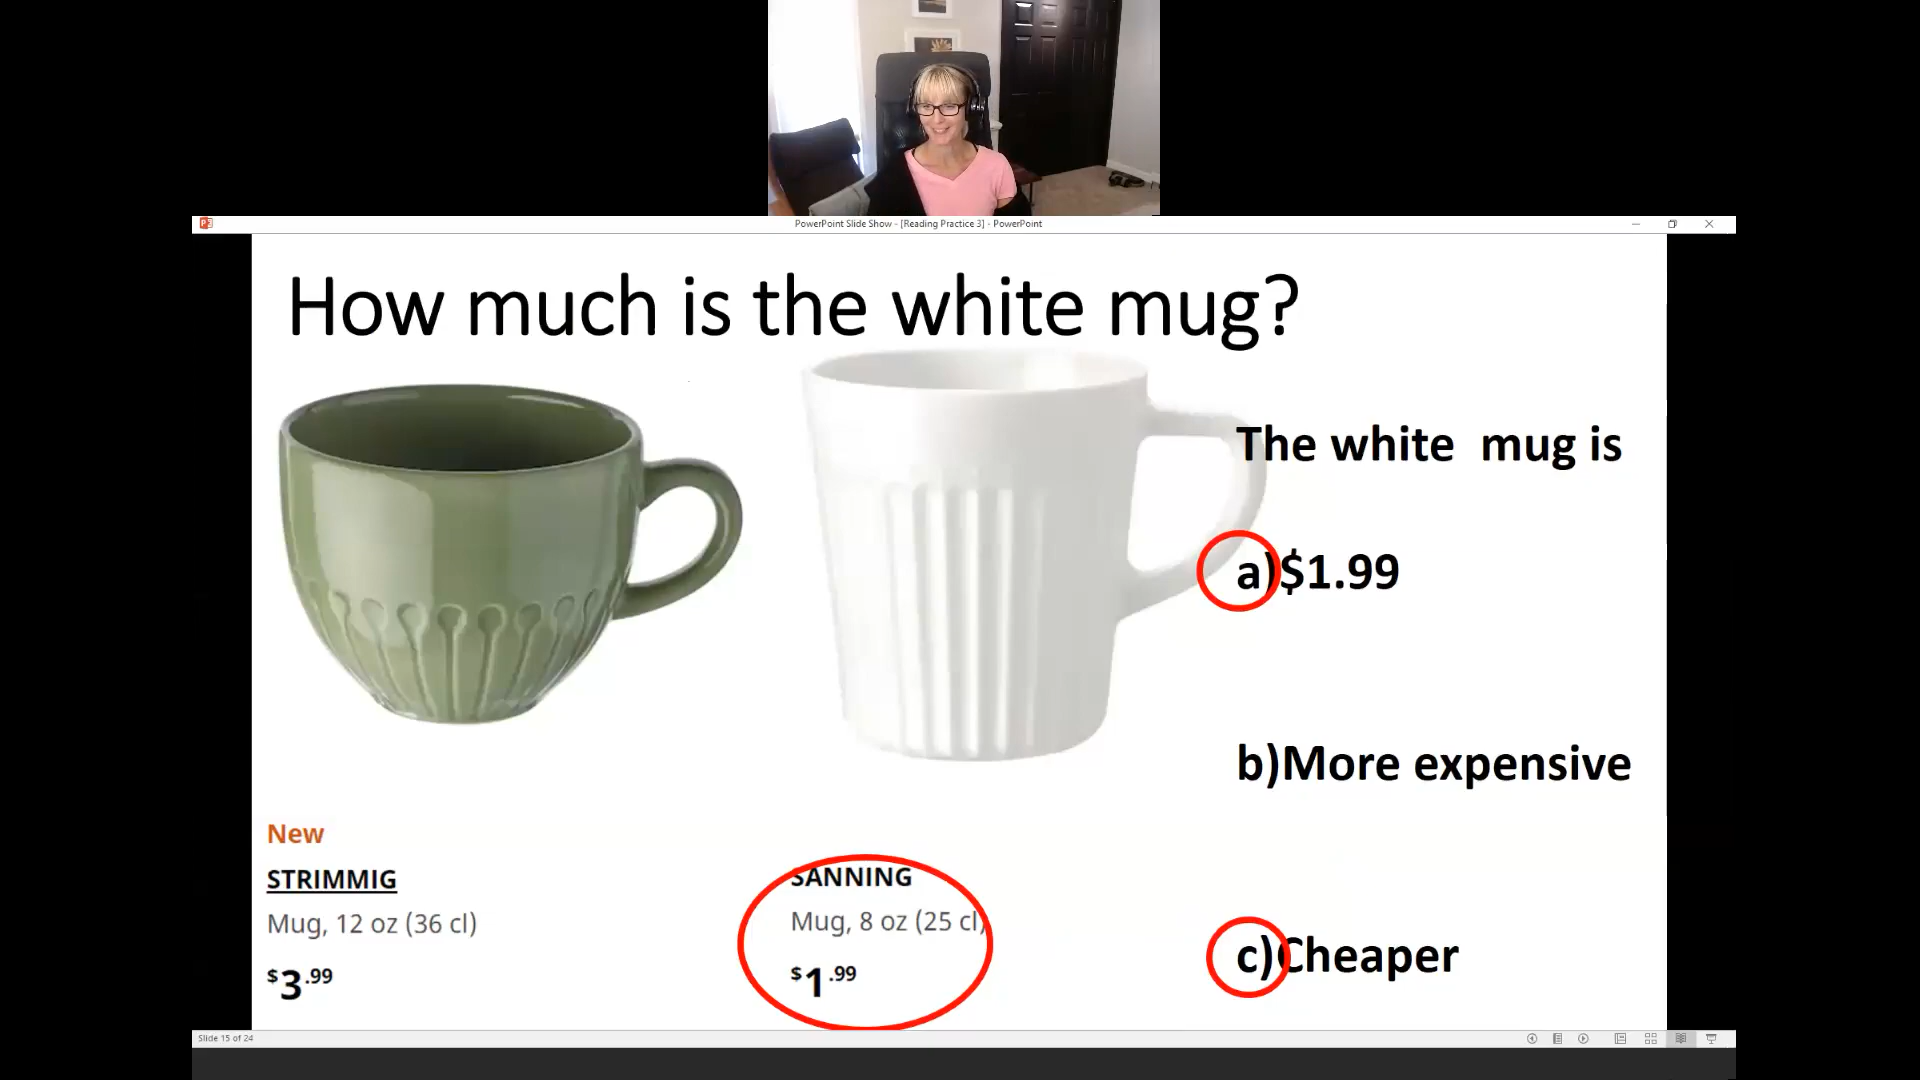 PowerPoint Slide Show - [Reading Practice 3] - PowerPoint
How much is the white mug?
The white mug is
a)$1.99
b)More expensive
c)Cheaper
New
STRIMMIG
Mug, 12 oz (36 cl)
$3.99
SANNING
Mug, 8 oz (25 cl)
$1.99
Slide 15 of 24